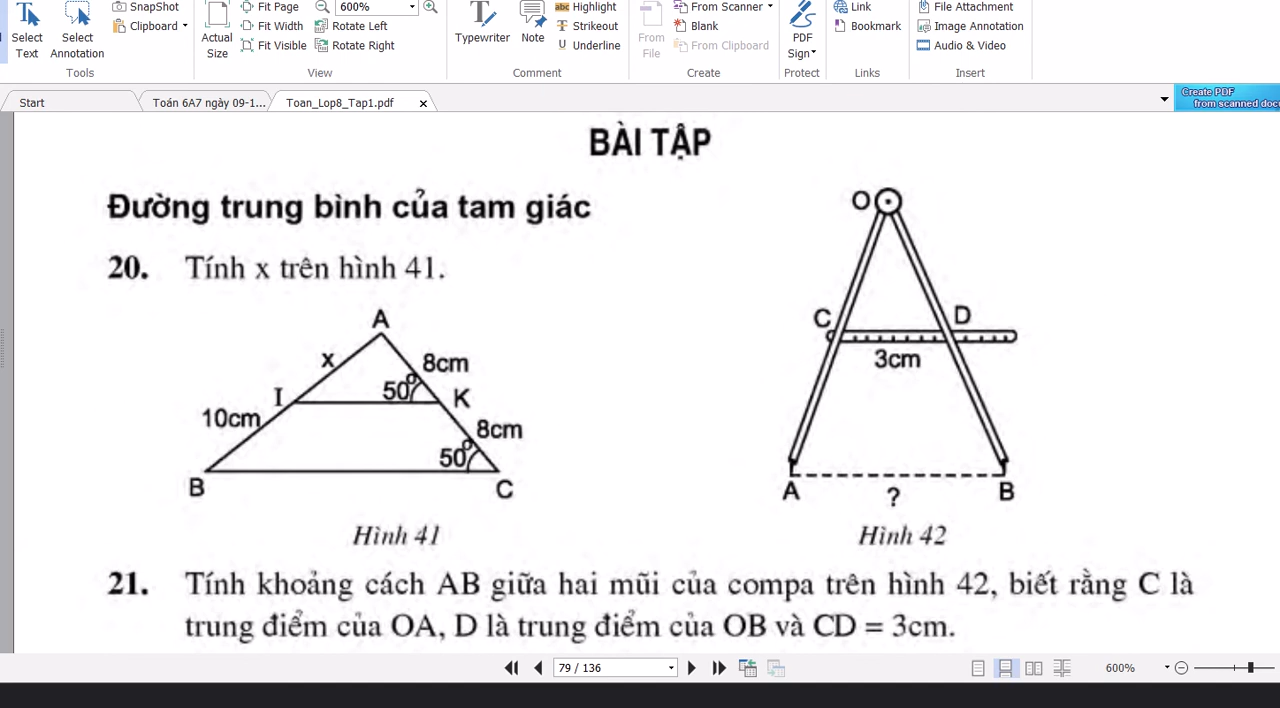 SnapShot
Clipboard
Select Text
Select Annotation
Tools
Fit Page
Fit Width
Fit Visible
Actual Size
600%
Rotate Left
Rotate Right
View
Typewriter
Note
Highlight
Strikeout
Underline
Comment
From File
From Scanner
Blank
From Clipboard
Create
PDF Sign
Protect
Link
Bookmark
Links
File Attachment
Image Annotation
Audio & Video
Insert
Start
Toán 6A7 ngày 09-1...
Toan_Lop8_Tap1.pdf
Create PDF
from scanned
BÀI TẬP
Đường trung bình của tam giác
20. Tính x trên hình 41.
A
x
8cm
50°
I
K
10cm
8cm
50°
B
C
Hình 41
O
C
D
3cm
A
?
B
Hình 42
21. Tính khoảng cách AB giữa hai mũi của compa trên hình 42, biết rằng C là
trung điểm của OA, D là trung điểm của OB và CD = 3cm.
79 / 136
600%